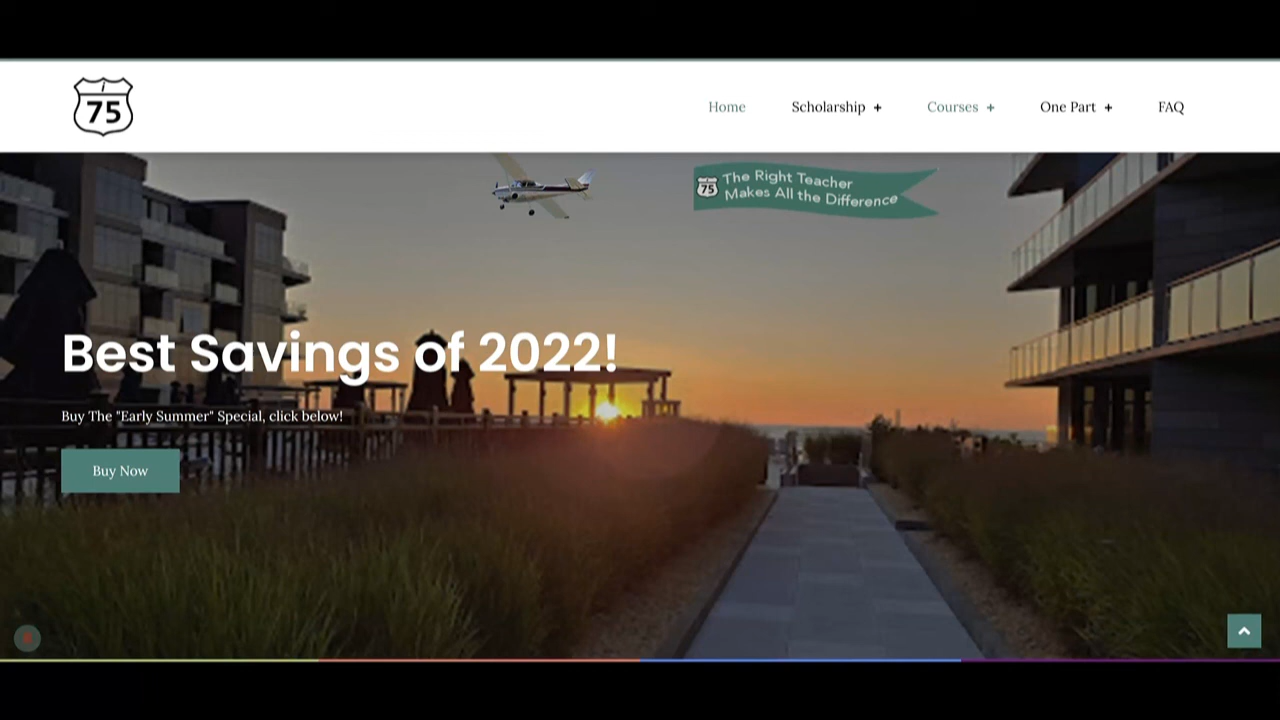 75
Home
Scholarship +
Courses +
One Part +
FAQ
75
The Right Teacher
Makes All the Difference
Best Savings of 2022!
Buy The "Early Summer" Special, click below!
Buy Now